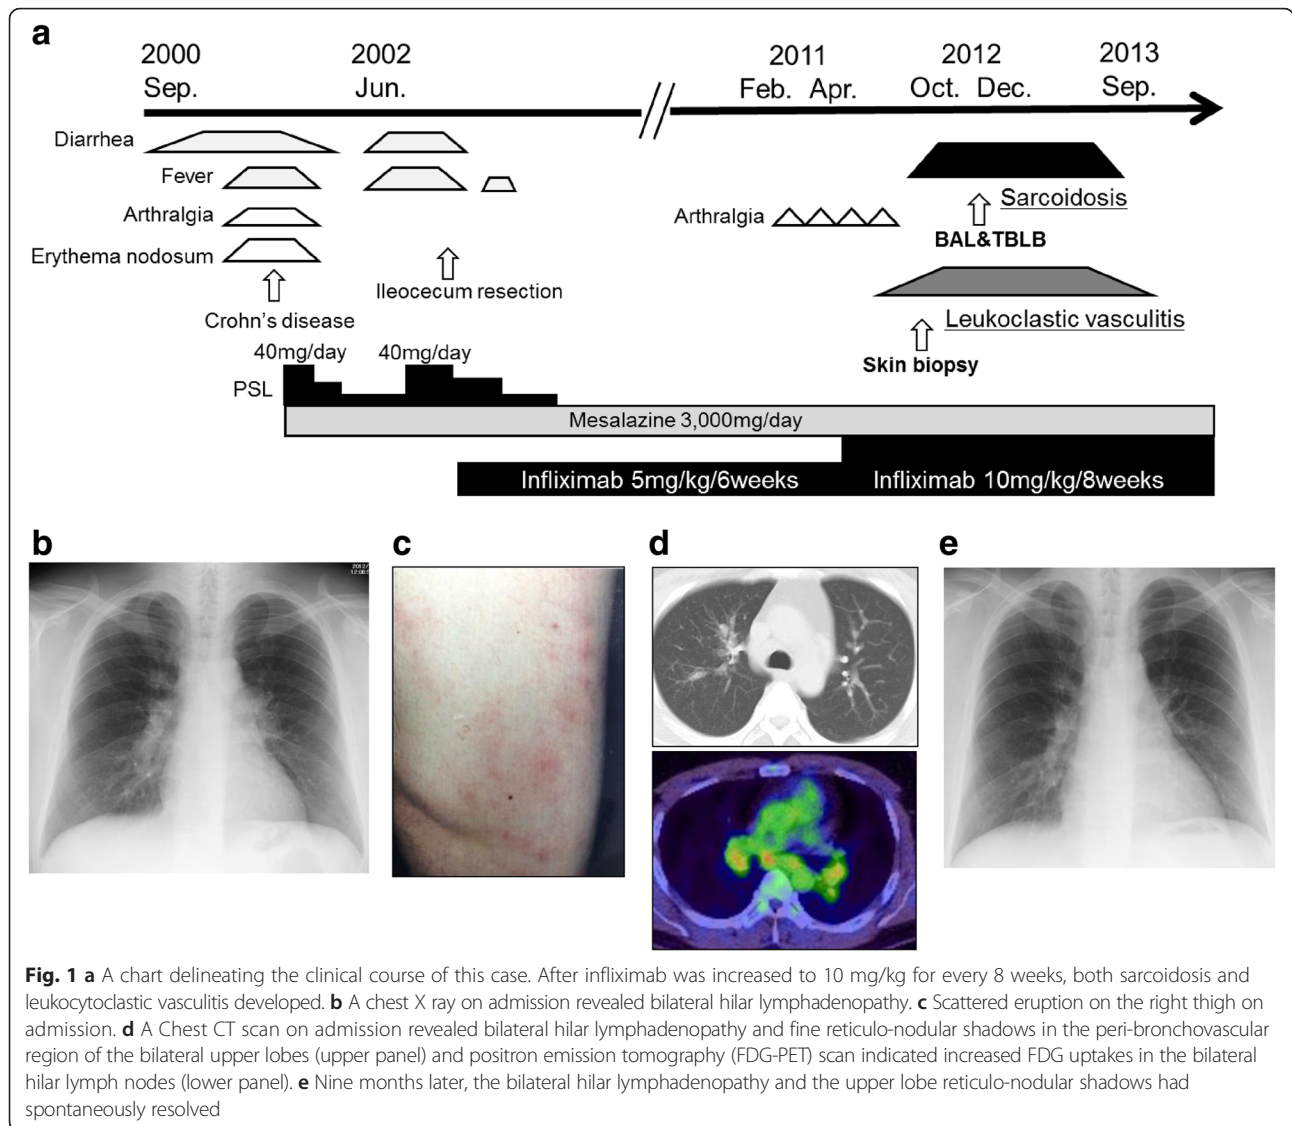 a
2000 2002 2011 2012 2013
Sep. Jun. Feb. Apr. Oct. Dec. Sep.
Diarrhea
Fever
Arthralgia
Erythema nodosum
Crohn's disease
Ileocecum resection
Arthralgia
Sarcoidosis
BAL&TBLB
Leukoclastic vasculitis
Skin biopsy
40mg/day 40mg/day
PSL
Mesalazine 3,000mg/day
Infliximab 5mg/kg/6weeks Infliximab 10mg/kg/8weeks
b c d e
Fig. 1 a A chart delineating the clinical course of this case. After infliximab was increased to 10 mg/kg for every 8 weeks, both sarcoidosis and
leukocytoclastic vasculitis developed. b A chest X ray on admission revealed bilateral hilar lymphadenopathy. c Scattered eruption on the right thigh on
admission. d A Chest CT scan on admission revealed bilateral hilar lymphadenopathy and fine reticulo-nodular shadows in the peri-bronchovascular
region of the bilateral upper lobes (upper panel) and positron emission tomography (FDG-PET) scan indicated increased FDG uptakes in the bilateral
hilar lymph nodes (lower panel). e Nine months later, the bilateral hilar lymphadenopathy and the upper lobe reticulo-nodular shadows had
spontaneously resolved